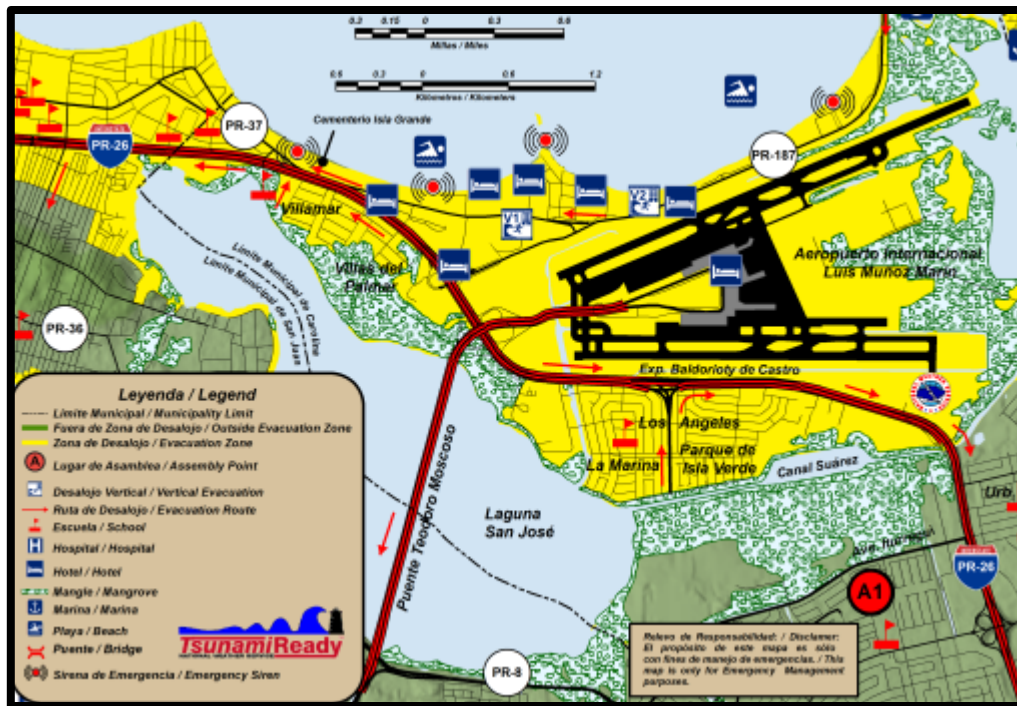 0.3 0.15 0 0.3 0.6
Millas / Miles
0.6 0.3 0 0.6 1.2
Kilómetros / Kilometers
Cementerio Isla Grande
PR-37
PR-26
PR-187
V1
V2
Villamar
Villas del
Palmar
Límite Municipal de Carolina
Límite Municipal de San Juan
PR-36
Aeropuerto Internacional
Luis Muñoz Marín
Exp. Baldorioty de Castro
Los Angeles
La Marina
Parque de
Isla Verde
Canal Suárez
Laguna
San José
Puente Teodoro Moscoso
Urb.
PR-26
A1
PR-8
Leyenda / Legend
Límite Municipal / Municipality Limit
Fuera de Zona de Desalojo / Outside Evacuation Zone
Zona de Desalojo / Evacuation Zone
A
Lugar de Asamblea / Assembly Point
Desalojo Vertical / Vertical Evacuation
Ruta de Desalojo / Evacuation Route
Escuela / School
H
Hospital / Hospital
Hotel / Hotel
Mangle / Mangrove
Marina / Marina
Playa / Beach
Puente / Bridge
Sirena de Emergencia / Emergency Siren
TsunamiReady
NATIONAL WEATHER SERVICE
Relevo de Responsabilidad: / Disclamer:
El propósito de este mapa es sólo
con fines de manejo de emergencias. / This
map is only for Emergency Management
purposes.